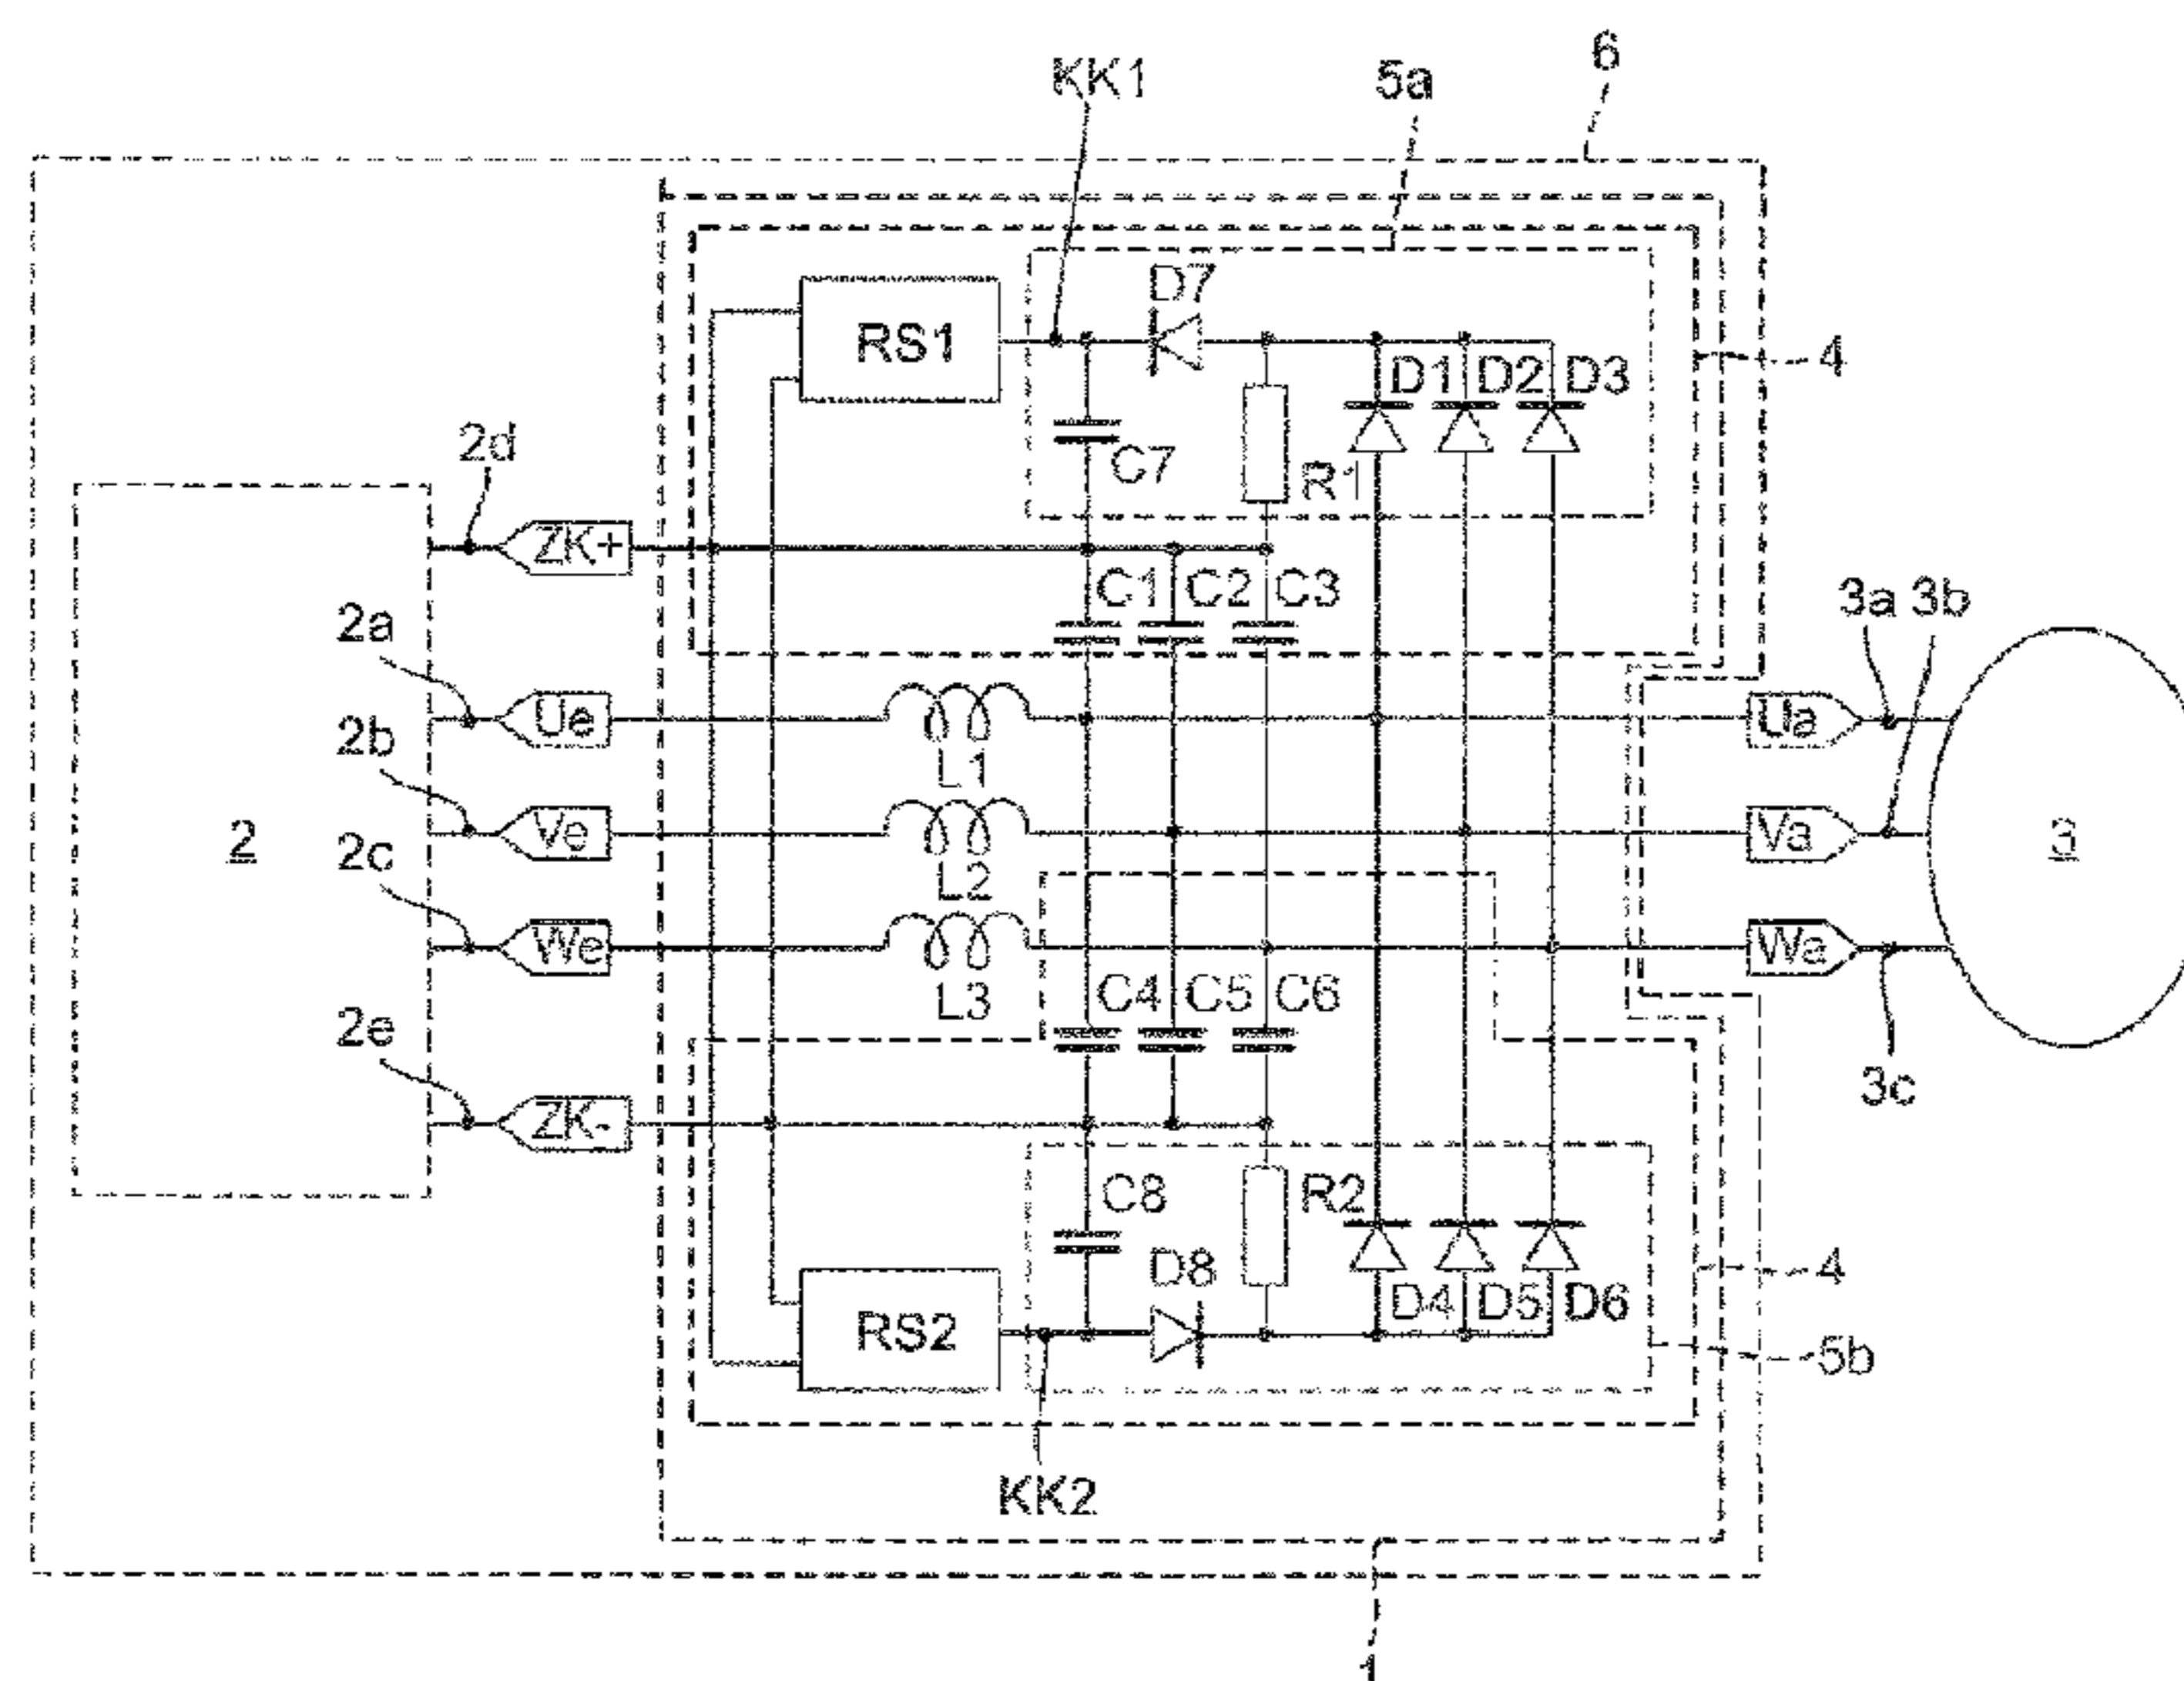 6
KK1
5a
D7
RS1
4
D1 D2 D3
2d
C7
R1
ZK+
C1 C2 C3
2a
3a 3b
Ue
Ua
2b
L1
2
Ve
Va
3
2c
L2
We
Wa
C4 C5 C6
L3
2e
3c
ZK-
C8
R2
D8
4
D4 D5 D6
RS2
5b
KK2
1